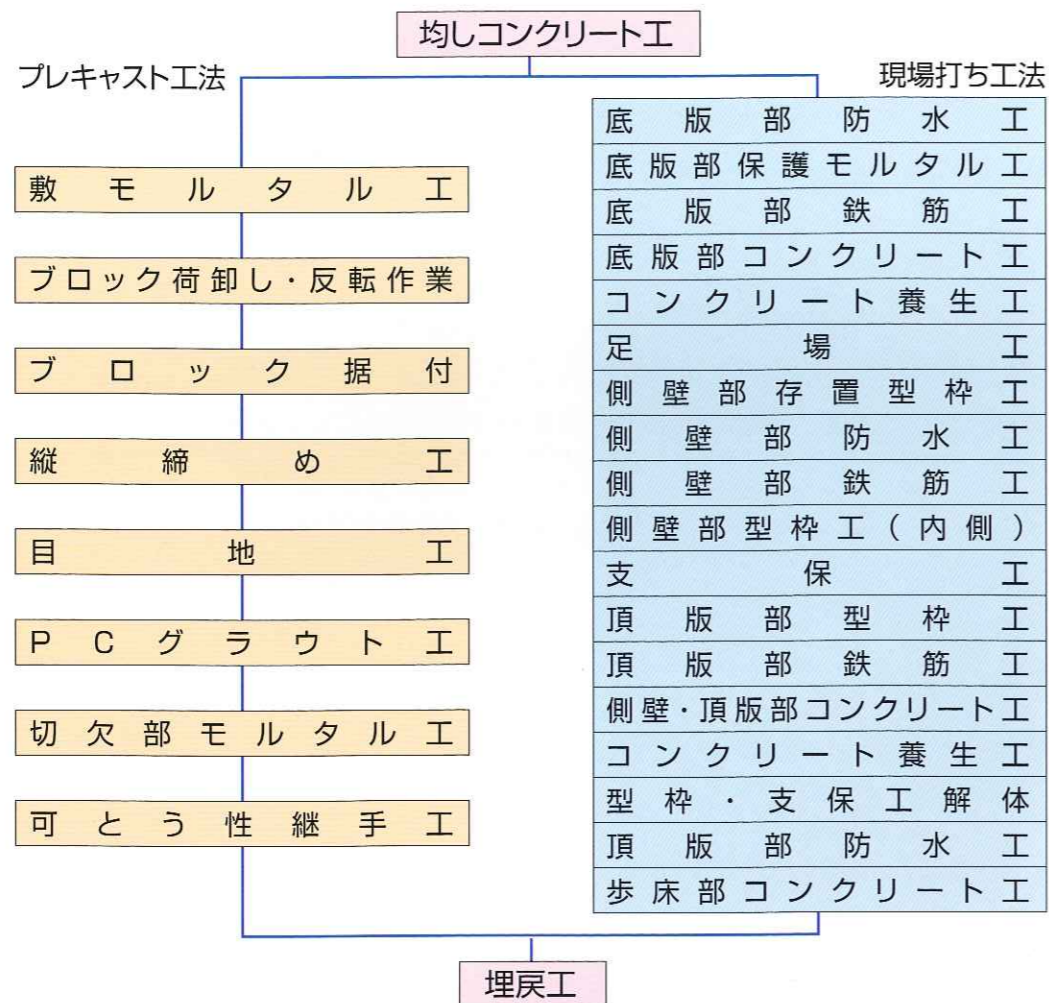 均しコンクリート工
プレキャスト工法
敷モルタル工
ブロック荷卸し・反転作業
ブロック据付
縦締め工
目地工
PCグラウト工
切欠部モルタル工
可とう性継手工
現場打ち工法
底版部防水工
底版部保護モルタル工
底版部鉄筋工
底版部コンクリート工
コンクリート養生工
足場工
側壁部存置型枠工
側壁部防水工
側壁部鉄筋工
側壁部型枠工(内側)
支保工
頂版部型枠工
頂版部鉄筋工
側壁・頂版部コンクリート工
コンクリート養生工
型枠・支保工解体
頂版部防水工
歩床部コンクリート工
埋戻工